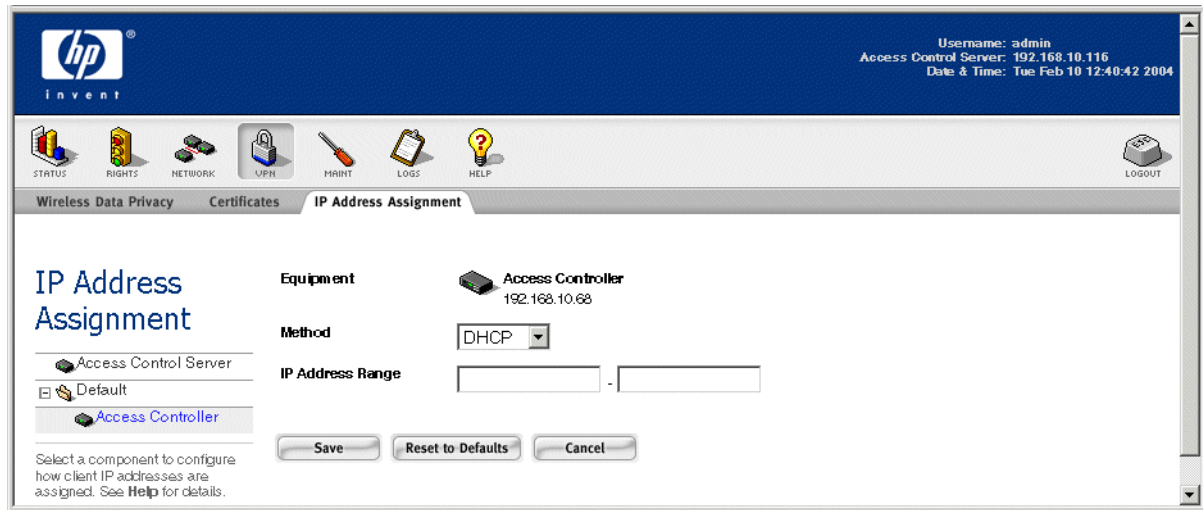 hp
®
invent
Username: admin
Access Control Server: 192.168.10.116
Date & Time: Tue Feb 10 12:40:42 2004
STATUS RIGHTS NETWORK VPN MAINT LOGS HELP LOGOUT
Wireless Data Privacy Certificates IP Address Assignment
IP Address
Assignment
Access Control Server
Default
Access Controller
Select a component to configure
how client IP addresses are
assigned. See Help for details.
Equipment Access Controller
192.168.10.68
Method DHCP
IP Address Range -
Save Reset to Defaults Cancel